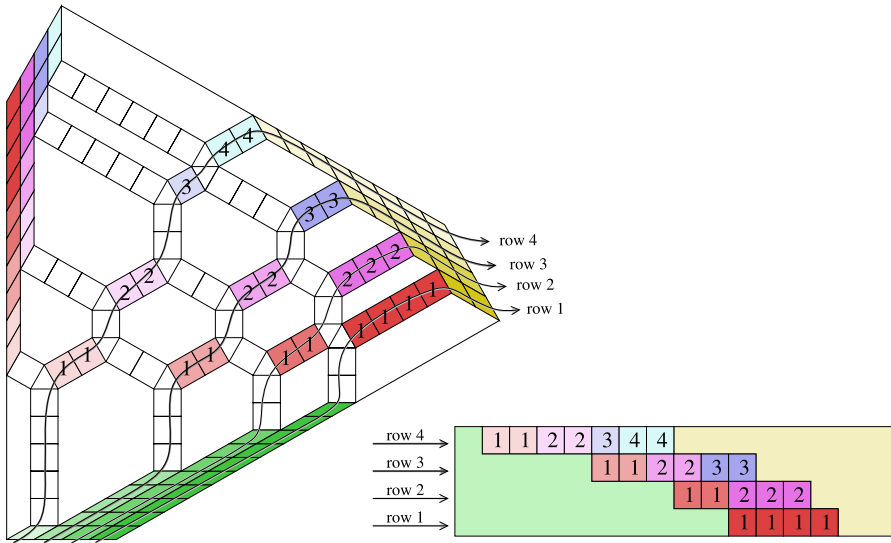 4 4
3
3 3
row 4
2 2
2 2
2 2 2
row 3
row 2
1 1 1 1
row 1
1 1
1 1
1 1
row 4 1 1 2 2 3 4 4
row 3 1 1 2 2 3 3
row 2 1 1 2 2 2
row 1 1 1 1 1